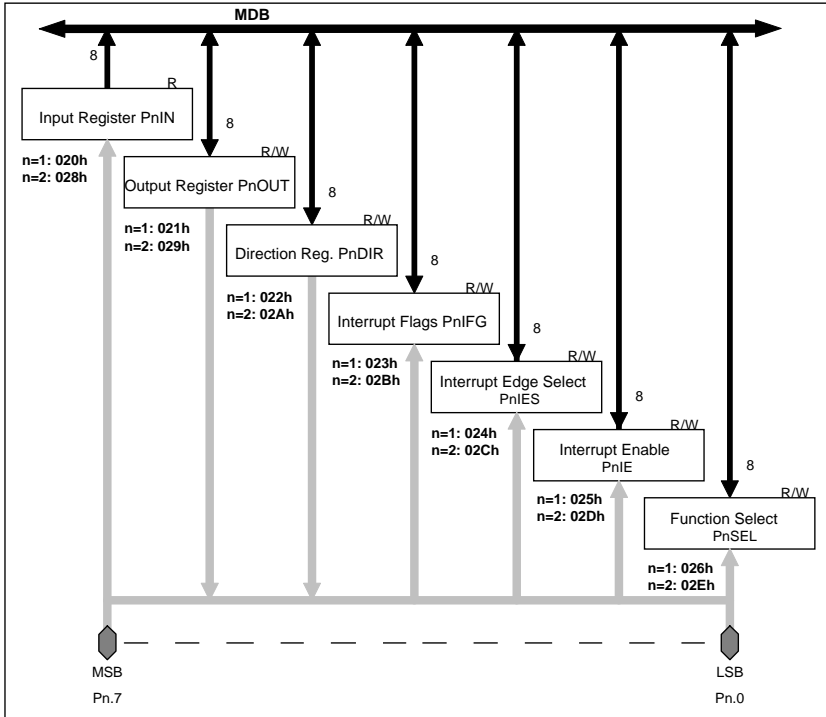 MDB
8
R
Input Register PnIN
n=1: 020h
n=2: 028h
8
R/W
Output Register PnOUT
n=1: 021h
n=2: 029h
8
R/W
Direction Reg. PnDIR
n=1: 022h
n=2: 02Ah
8
R/W
Interrupt Flags PnIFG
n=1: 023h
n=2: 02Bh
8
R/W
Interrupt Edge Select
PnIES
n=1: 024h
n=2: 02Ch
8
R/W
Interrupt Enable
PnIE
n=1: 025h
n=2: 02Dh
8
R/W
Function Select
PnSEL
n=1: 026h
n=2: 02Eh
MSB
Pn.7
LSB
Pn.0